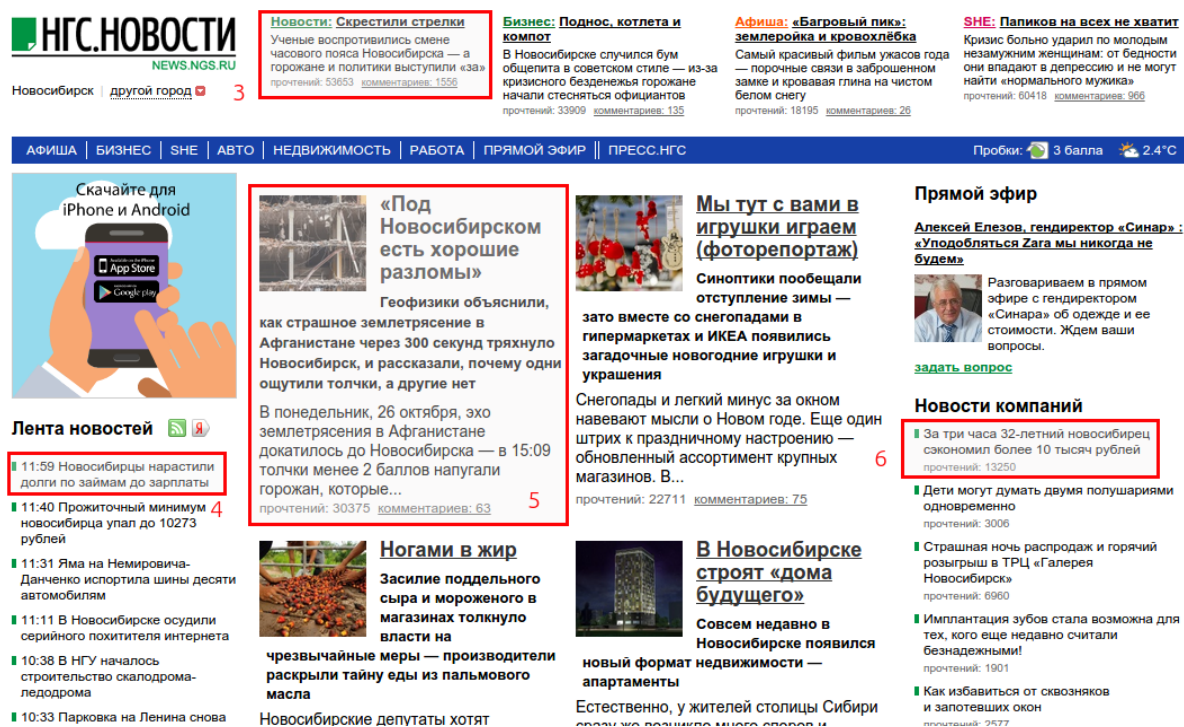 НГС.НОВОСТИ
NEWS.NGS.RU
Новосибирск | другой город
3
Новости: Скрестили стрелки
Ученые воспротивились смене
часового пояса Новосибирска — а
горожане и политики выступили «за»
прочтений: 53653 комментариев: 1556
Бизнес: Поднос, котлета и
компот
В Новосибирске случился бум
общепита в советском стиле — из-за
кризисного безденежья горожане
начали стесняться официантов
прочтений: 33909 комментариев: 135
Афиша: «Багровый пик»:
землеройка и кровохлёбка
Самый красивый фильм ужасов года
— порочные связи в заброшенном
замке и кровавая глина на чистом
белом снегу
прочтений: 18195 комментариев: 26
SHE: Папиков на всех не хватит
Кризис больно ударил по молодым
незамужним женщинам: от бедности
они впадают в депрессию и не могут
найти «нормального мужика»
прочтений: 60418 комментариев: 966
АФИША | БИЗНЕС | SHE | АВТО | НЕДВИЖИМОСТЬ | РАБОТА | ПРЯМОЙ ЭФИР || ПРЕСС.НГС
Пробки: 3 балла 2.4°C
Скачайте для
iPhone и Android
Available on the iPhone
App Store
Google play
Лента новостей Я
11:59 Новосибирцы нарастили
долги по займам до зарплаты
4
11:40 Прожиточный минимум
новосибирца упал до 10273
рублей
11:31 Яма на Немировича-
Данченко испортила шины десяти
автомобилям
11:11 В Новосибирске осудили
серийного похитителя интернета
10:38 В НГУ началось
строительство скалодрома-
ледодрома
10:33 Парковка на Ленина снова
«Под
Новосибирском
есть хорошие
разломы»
Геофизики объяснили,
как страшное землетрясение в
Афганистане через 300 секунд тряхнуло
Новосибирск, и рассказали, почему одни
ощутили толчки, а другие нет
В понедельник, 26 октября, эхо
землетрясения в Афганистане
докатилось до Новосибирска — в 15:09
толчки менее 2 баллов напугали
горожан, которые...
прочтений: 30375 комментариев: 63
5
Мы тут с вами в
игрушки играем
(фоторепортаж)
Синоптики пообещали
отступление зимы —
зато вместе со снегопадами в
гипермаркетах и ИКЕА появились
загадочные новогодние игрушки и
украшения
Снегопады и легкий минус за окном
навевают мысли о Новом годе. Еще один
штрих к праздничному настроению —
обновленный ассортимент крупных
магазинов. В...
прочтений: 22711 комментариев: 75
Ногами в жир
Засилие поддельного
сыра и мороженого в
магазинах толкнуло
власти на
чрезвычайные меры — производители
раскрыли тайну еды из пальмового
масла
Новосибирские депутаты хотят
В Новосибирске
строят «дома
будущего»
Совсем недавно в
Новосибирске появился
новый формат недвижимости —
апартаменты
Естественно, у жителей столицы Сибири
сразу же возникло много споров и
Прямой эфир
Алексей Елезов, гендиректор «Синар» :
«Уподобляться Zara мы никогда не
будем»
Разговариваем в прямом
эфире с гендиректором
«Синара» об одежде и ее
стоимости. Ждем ваши
вопросы.
задать вопрос
Новости компаний
6
За три часа 32-летний новосибирец
сэкономил более 10 тысяч рублей
прочтений: 13250
Дети могут думать двумя полушариями
одновременно
прочтений: 3006
Страшная ночь распродаж и горячий
розыгрыш в ТРЦ «Галерея
Новосибирск»
прочтений: 6960
Имплантация зубов стала возможна для
тех, кого еще недавно считали
безнадежными!
прочтений: 1901
Как избавиться от сквозняков
и запотевших окон
прочтений: 2577